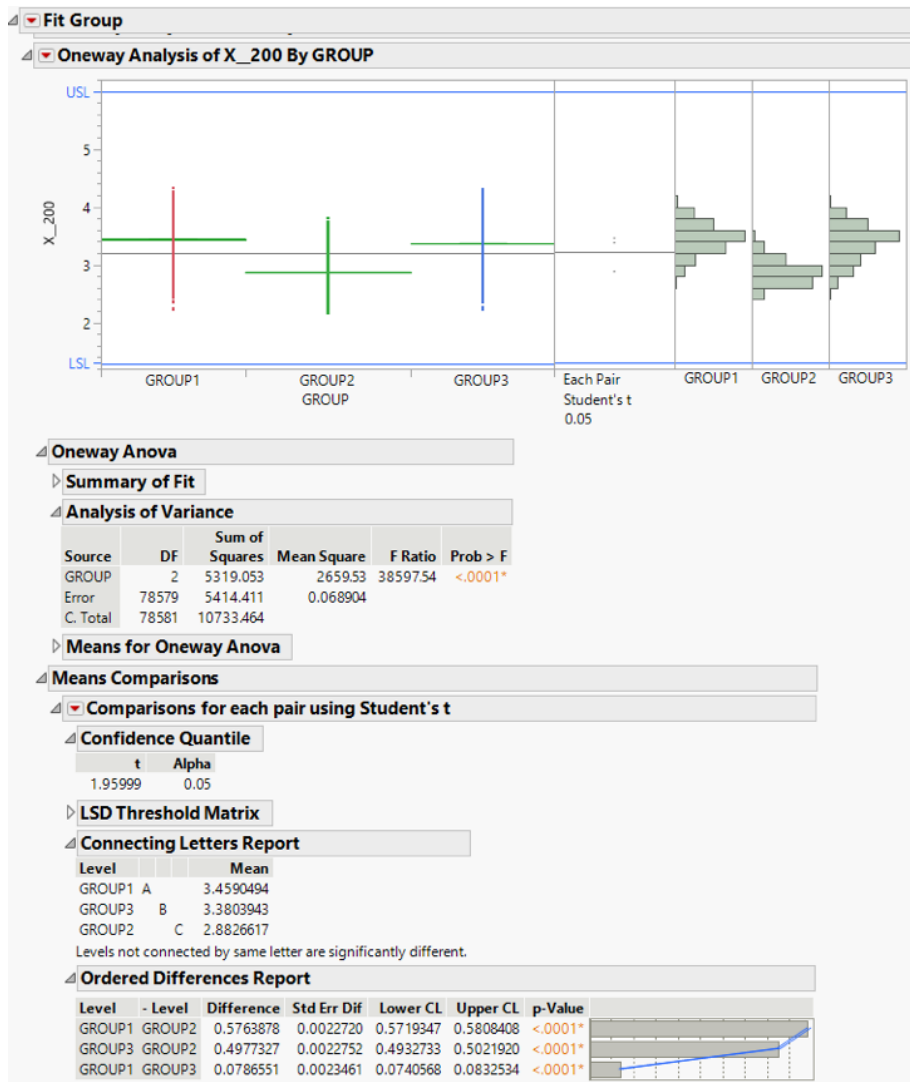 Fit Group
Oneway Analysis of X_200 By GROUP
USL
5
4
3
2
LSL
X_200
GROUP1 GROUP2 GROUP3
GROUP
Each Pair
Student's t
0.05
GROUP1 GROUP2 GROUP3
Oneway Anova
Summary of Fit
Analysis of Variance
Sum of
Source DF Squares Mean Square F Ratio Prob > F
GROUP 2 5319.053 2659.53 38597.54 <.0001*
Error 78579 5414.411 0.068904
C. Total 78581 10733.464
Means for Oneway Anova
Means Comparisons
Comparisons for each pair using Student's t
Confidence Quantile
t Alpha
1.95999 0.05
LSD Threshold Matrix
Connecting Letters Report
Level Mean
GROUP1 A 3.4590494
GROUP3 B 3.3803943
GROUP2 C 2.8826617
Levels not connected by same letter are significantly different.
Ordered Differences Report
Level - Level Difference Std Err Dif Lower CL Upper CL p-Value
GROUP1 GROUP2 0.5763878 0.0022720 0.5719347 0.5808408 <.0001*
GROUP3 GROUP2 0.4977327 0.0022752 0.4932733 0.5021920 <.0001*
GROUP1 GROUP3 0.0786551 0.0023461 0.0740568 0.0832534 <.0001*